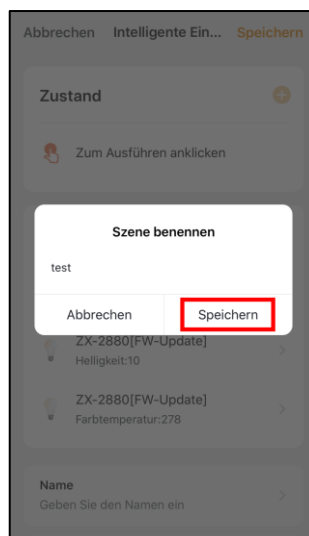 Abbrechen Intelligente Ein... Speichern
Zustand
Zum Ausführen anklicken
Szene benennen
test
Abbrechen Speichern
ZX-2880[FW-Update]
Helligkeit:10
ZX-2880[FW-Update]
Farbtemperatur:278
Name
Geben Sie den Namen ein